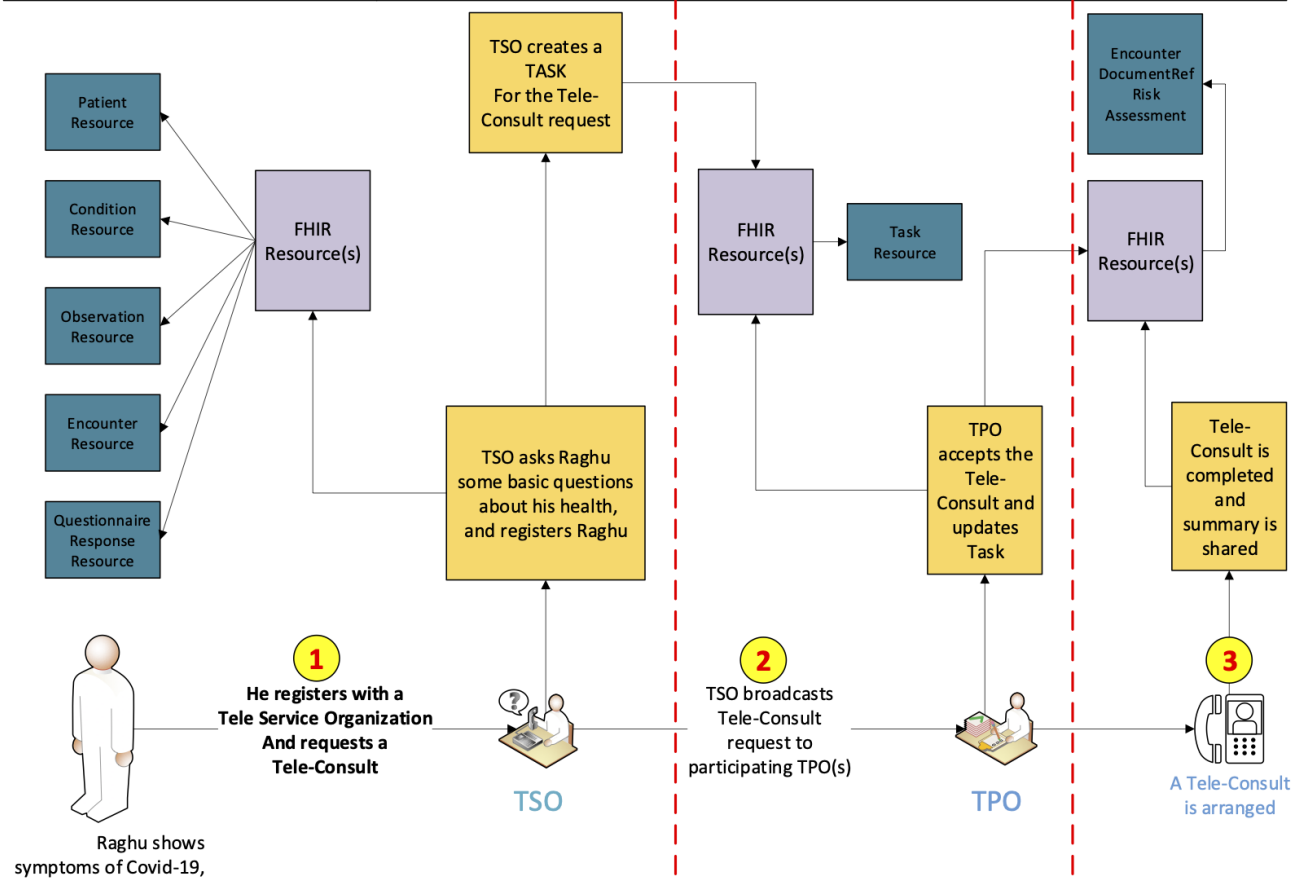 Patient
Resource
Condition
Resource
Observation
Resource
Encounter
Resource
Questionnaire
Response
Resource
FHIR
Resource(s)
TSO creates a
TASK
For the Tele-
Consult request
TSO asks Raghu
some basic questions
about his health,
and registers Raghu
1
He registers with a
Tele Service Organization
And requests a
Tele-Consult
Raghu shows
symptoms of Covid-19,
?
TSO
FHIR
Resource(s)
Task
Resource
TPO
accepts the
Tele-
Consult and
updates
Task
2
TSO broadcasts
Tele-Consult
request to
participating TPO(s)
TPO
Encounter
DocumentRef
Risk
Assessment
FHIR
Resource(s)
Tele-
Consult is
completed
and
summary is
shared
3
A Tele-Consult
is arranged